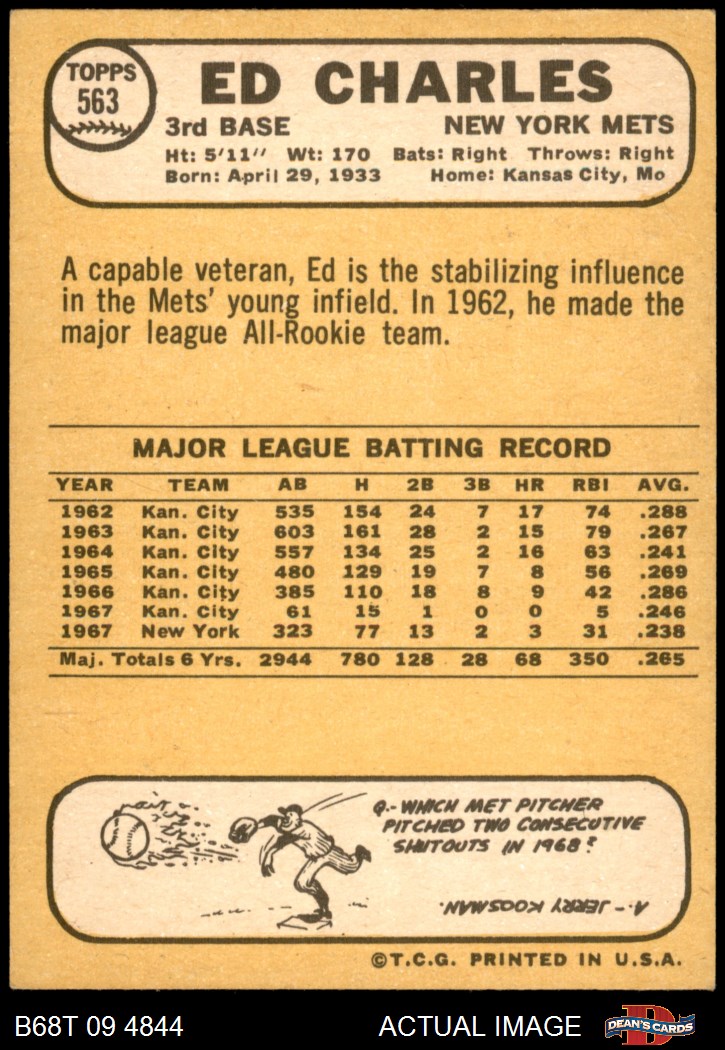 TOPPS
563
ED CHARLES
3rd BASE NEW YORK METS
Ht: 5'11" Wt: 170 Bats: Right Throws: Right
Born: April 29, 1933 Home: Kansas City, Mo
A capable veteran, Ed is the stabilizing influence
in the Mets' young infield. In 1962, he made the
major league All-Rookie team.
MAJOR LEAGUE BATTING RECORD
YEAR TEAM AB H 2B 3B HR RBI AVG.
1962 Kan. City 535 154 24 7 17 74 .288
1963 Kan. City 603 161 28 2 15 79 .267
1964 Kan. City 557 134 25 2 16 63 .241
1965 Kan. City 480 129 19 7 8 56 .269
1966 Kan. City 385 110 18 8 9 42 .286
1967 Kan. City 61 15 1 0 0 5 .246
1967 New York 323 77 13 2 3 31 .238
Maj. Totals 6 Yrs. 2944 780 128 28 68 350 .265
Q.- WHICH MET PITCHER
PITCHED TWO CONSECUTIVE
SHUTOUTS IN 1968?
A.- JERRY KOOSMAN.
©T.C.G. PRINTED IN U.S.A.
B68T 09 4844 ACTUAL IMAGE
D
DEAN'S CARDS